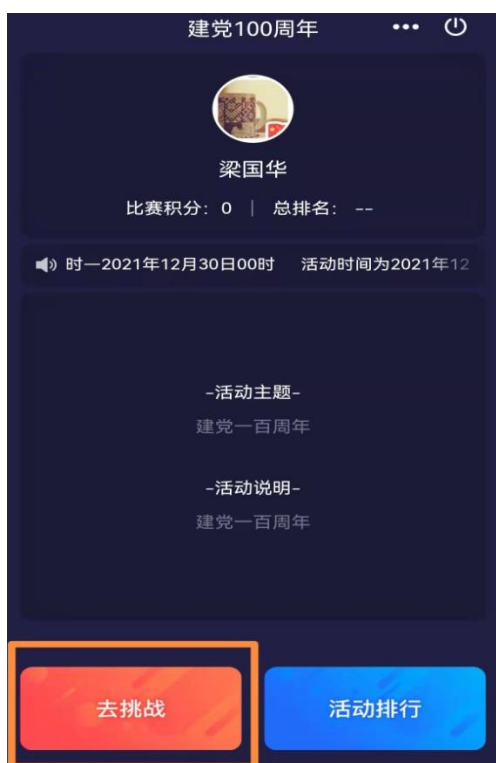 建党100周年
梁国华
比赛积分：0 | 总排名：--
时—2021年12月30日00时 活动时间为2021年12
-活动主题-
建党一百周年
-活动说明-
建党一百周年
去挑战 活动排行